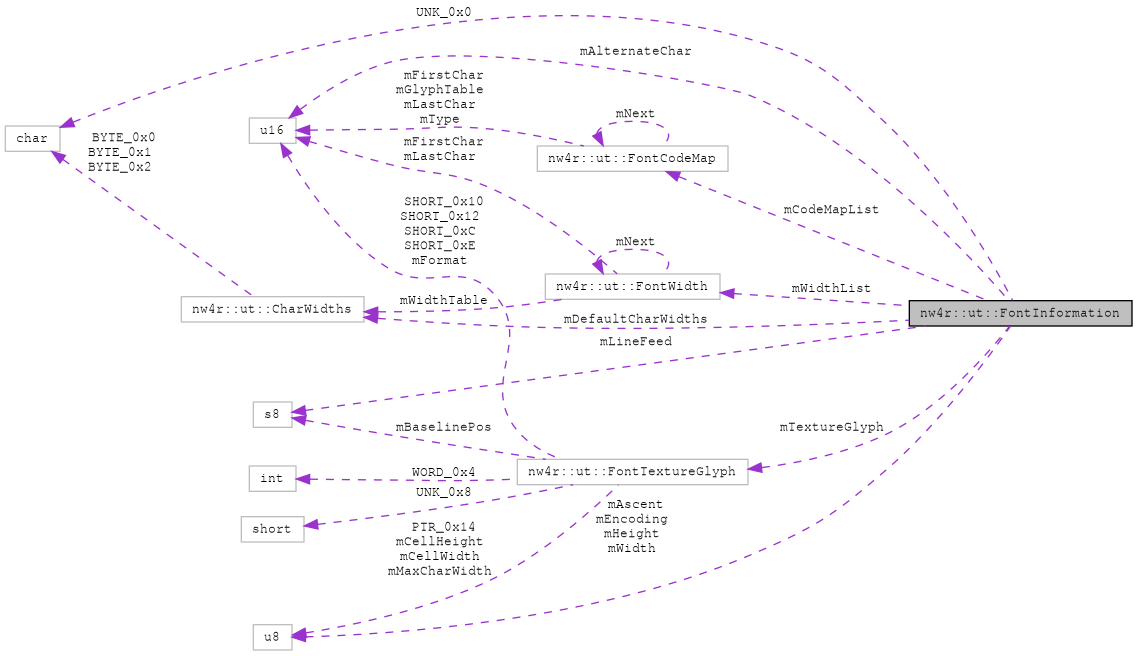 UNK_0x0
mAlternateChar
mFirstChar
mGlyphTable
mLastChar
mType
mNext
u16
char
BYTE_0x0
BYTE_0x1
BYTE_0x2
mFirstChar
mLastChar
nw4r::ut::FontCodeMap
SHORT_0x10
SHORT_0x12
SHORT_0xC
SHORT_0xE
mFormat
mCodeMapList
mNext
nw4r::ut::FontWidth
mWidthList
nw4r::ut::CharWidths
mWidthTable
mDefaultCharWidths
nw4r::ut::FontInformation
mLineFeed
s8
mBaselinePos
mTextureGlyph
int
WORD_0x4
nw4r::ut::FontTextureGlyph
UNK_0x8
short
mAscent
mEncoding
mHeight
mWidth
PTR_0x14
mCellHeight
mCellWidth
mMaxCharWidth
u8